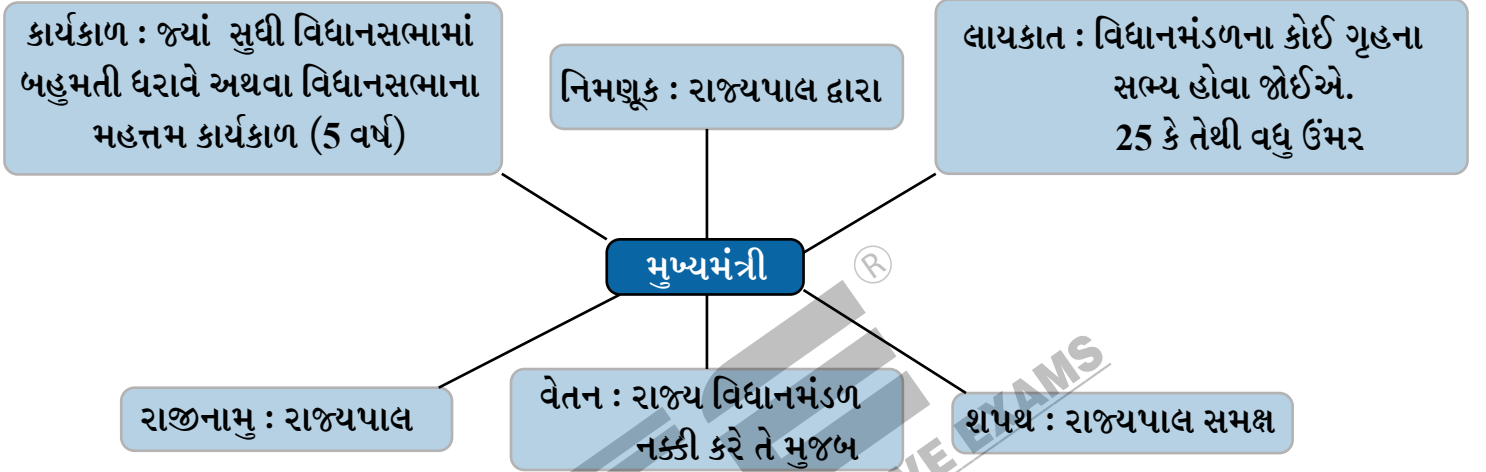 કાર્યકાળ : જ્યાં સુધી વિધાનસભામાં
બહુમતી ધરાવે અથવા વિધાનસભાના
મહત્તમ કાર્યકાળ (5 વર્ષ)
નિમણૂક : રાજ્યપાલ દ્વારા
લાયકાત : વિધાનમંડળના કોઈ ગૃહના
સભ્ય હોવા જોઈએ.
25 કે તેથી વધુ ઉંમર
મુખ્યમંત્રી
®
રાજીનામુ : રાજ્યપાલ
વેતન : રાજ્ય વિધાનમંડળ
નક્કી કરે તે મુજબ
શપથ : રાજ્યપાલ સમક્ષ
EXAMS